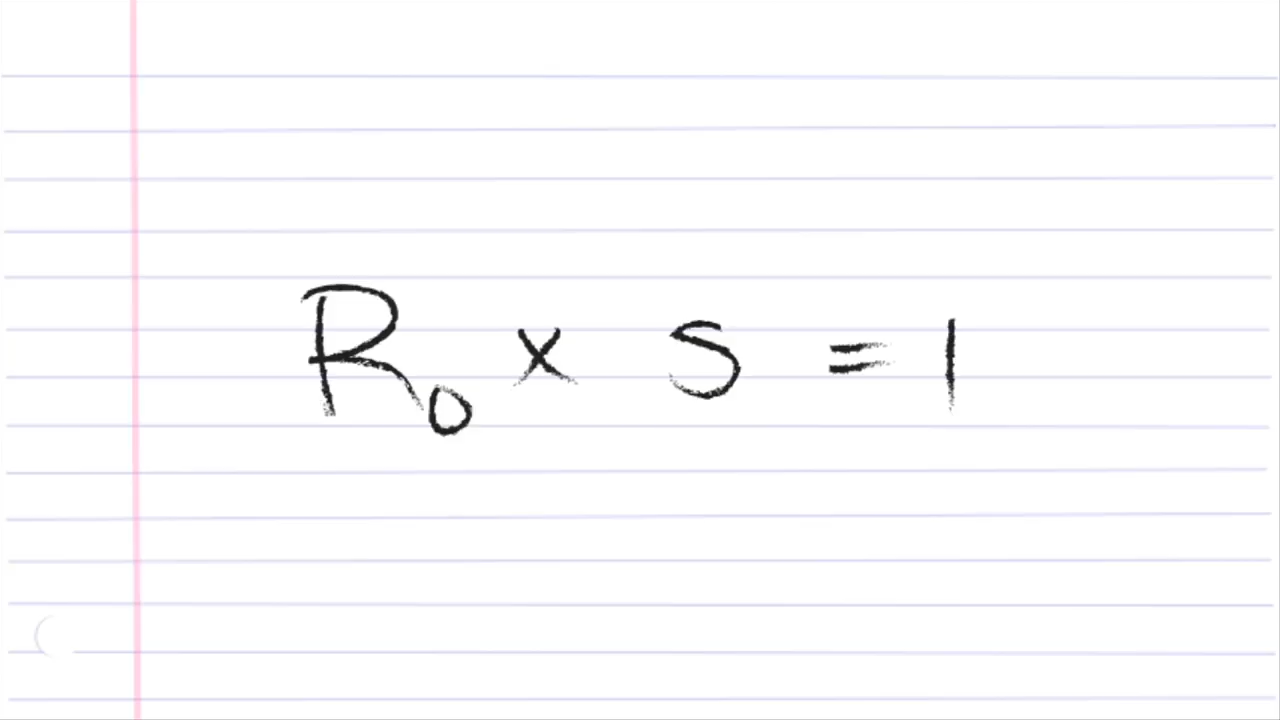 R₀ x S = 1